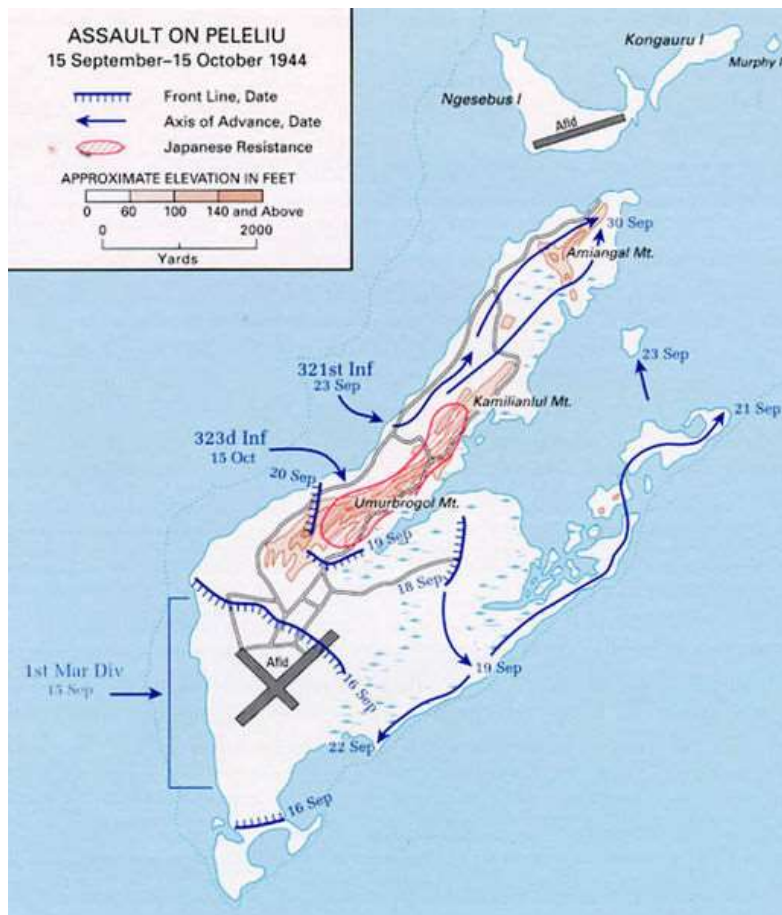 ASSAULT ON PELELIU
15 September–15 October 1944
Front Line, Date
Axis of Advance, Date
Japanese Resistance
APPROXIMATE ELEVATION IN FEET
0 60 100 140 and Above
0 2000
Yards
Kongauru I
Murphy I
Ngesebus I
Afld
30 Sep
Amiangal Mt.
321st Inf
23 Sep
23 Sep
Kamilianlul Mt.
21 Sep
323d Inf
15 Oct
20 Sep
Umurbrogol Mt.
19 Sep
18 Sep
1st Mar Div
15 Sep
Afld
16 Sep
19 Sep
22 Sep
16 Sep